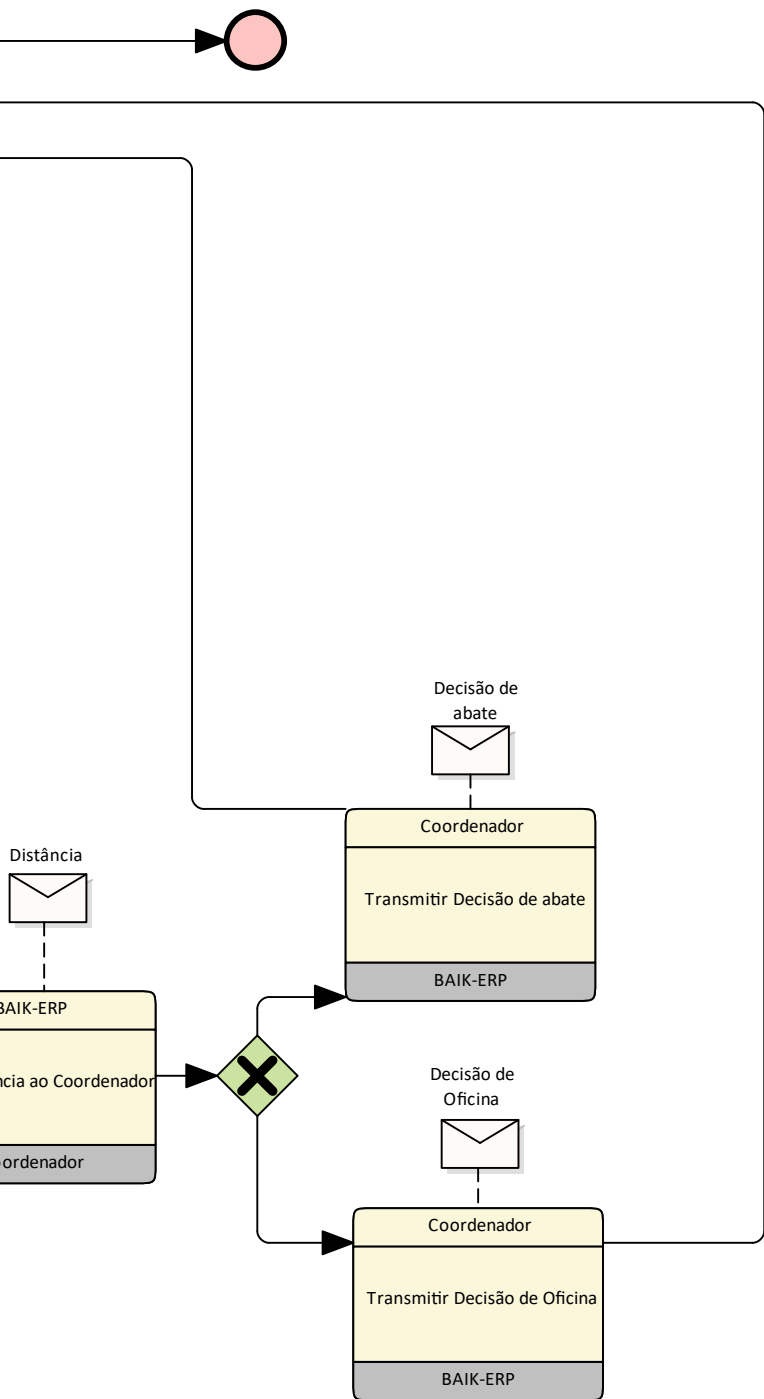 Decisão de
abate
Coordenador
Transmitir Decisão de abate
BAIK-ERP
Distância
BAIK-ERP
ncia ao Coordenador
ordenador
Decisão de
Oficina
Coordenador
Transmitir Decisão de Oficina
BAIK-ERP